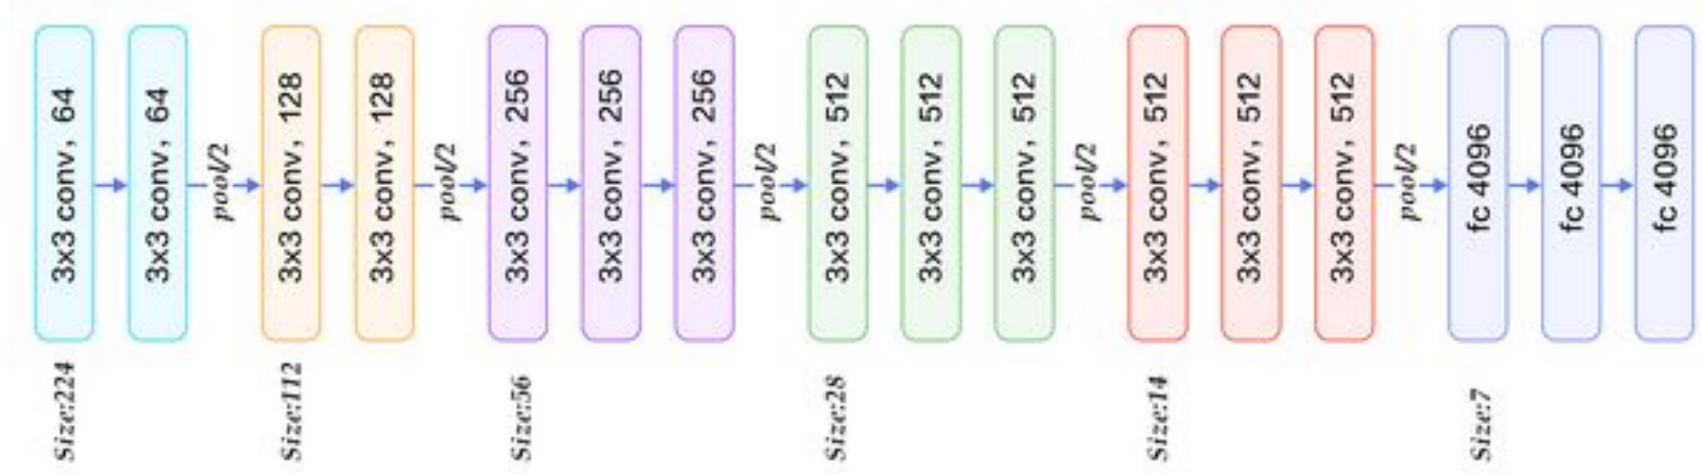 3x3 conv, 64
3x3 conv, 64
pool/2
3x3 conv, 128
3x3 conv, 128
pool/2
3x3 conv, 256
3x3 conv, 256
3x3 conv, 256
pool/2
3x3 conv, 512
3x3 conv, 512
3x3 conv, 512
pool/2
3x3 conv, 512
3x3 conv, 512
3x3 conv, 512
pool/2
fc 4096
fc 4096
fc 4096
Size:224
Size:112
Size:56
Size:28
Size:14
Size:7